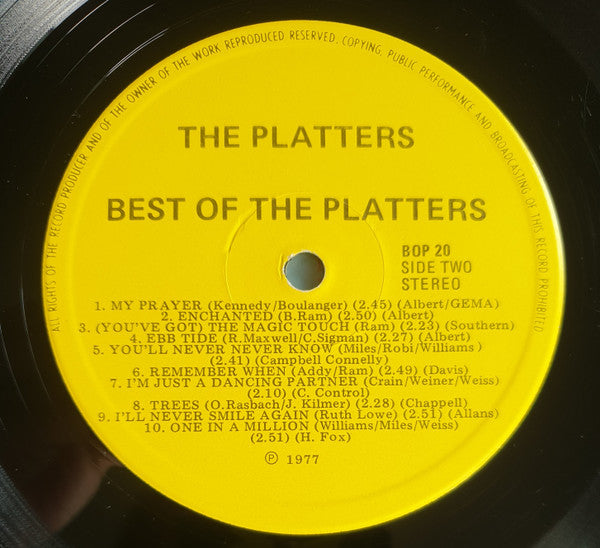 ALL RIGHTS OF THE RECORD PRODUCER AND OF THE OWNER OF THE WORK REPRODUCED RESERVED. COPYING, PUBLIC PERFORMANCE AND BROADCASTING OF THIS RECORD PROHIBITED
THE PLATTERS
BEST OF THE PLATTERS
BOP 20
SIDE TWO
STEREO
1. MY PRAYER (Kennedy/Boulanger) (2.45) (Albert/GEMA)
2. ENCHANTED (B.Ram) (2.50) (Albert)
3. (YOU'VE GOT) THE MAGIC TOUCH (Ram) (2.23) (Southern)
4. EBB TIDE (R.Maxwell/C.Sigman) (2.27) (Albert)
5. YOU'LL NEVER NEVER KNOW (Miles/Robi/Williams)
(2.41) (Campbell Connelly)
6. REMEMBER WHEN (Addy/Ram) (2.49) (Davis)
7. I'M JUST A DANCING PARTNER (Crain/Weiner/Weiss)
(2.10) (C. Control)
8. TREES (O.Rasbach/J. Kilmer) (2.28) (Chappell)
9. I'LL NEVER SMILE AGAIN (Ruth Lowe) (2.51) (Allans)
10. ONE IN A MILLION (Williams/Miles/Weiss)
(2.51) (H. Fox)
℗ 1977